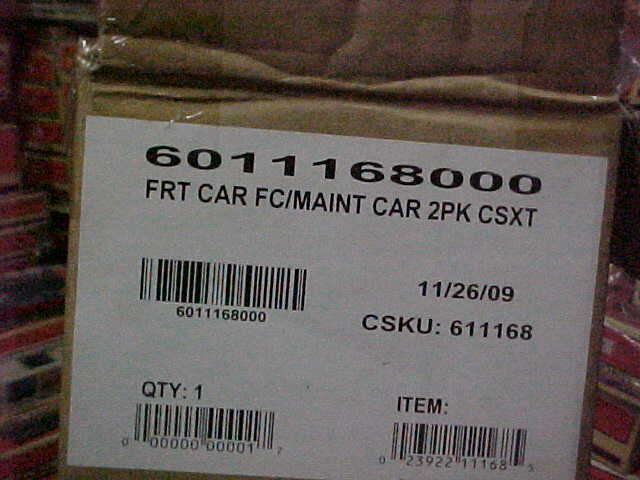 6011168000
FRT CAR FC/MAINT CAR 2PK CSXT
6011168000
11/26/09
CSKU: 611168
QTY: 1
0 00000 00001 7
ITEM:
0 23922 11168 5